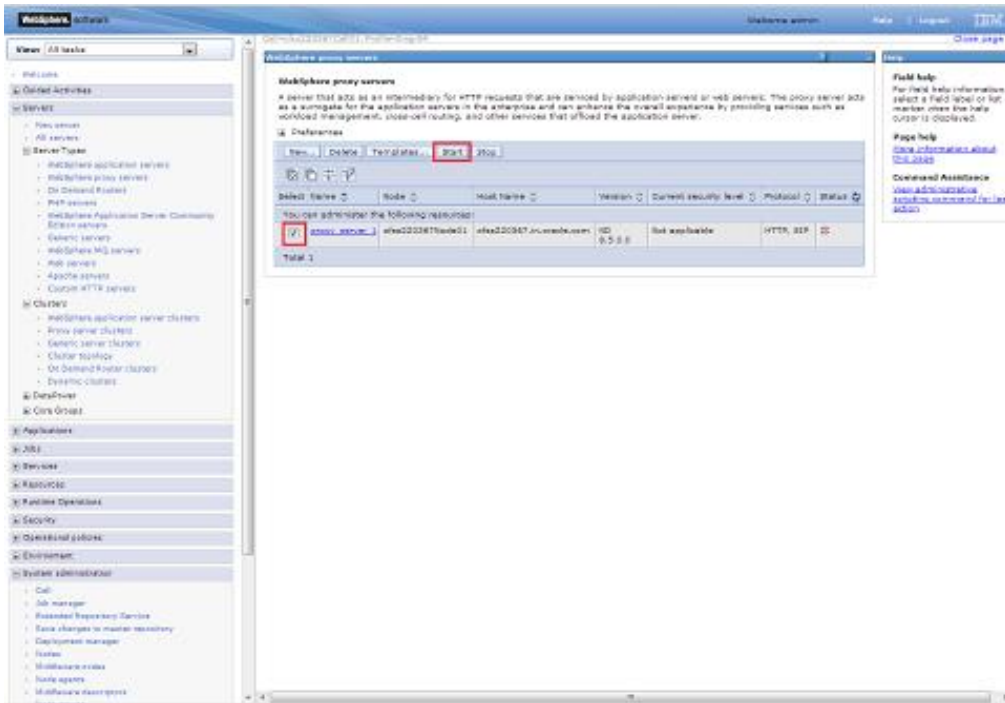 WebSphere. software
Welcome admin
Help
Logout
IBM
Close page
View: All tasks
Welcome
Guided Activities
Servers
New server
All servers
Server Types
WebSphere application servers
WebSphere proxy servers
On Demand Routers
PHP servers
WebSphere Application Server Community Edition servers
Generic servers
WebSphere MQ servers
Web servers
Apache servers
Custom HTTP servers
Clusters
WebSphere application server clusters
Proxy server clusters
Generic server clusters
Cluster topology
On Demand Router clusters
Dynamic clusters
DataPower
Core Groups
Applications
Jobs
Services
Resources
Runtime Operations
Security
Operational policies
Environment
System administration
Cell
Job manager
Extended Repository Service
Save changes to master repository
Deployment manager
Nodes
Middleware nodes
Node agents
Middleware descriptors
WebSphere proxy servers
?
WebSphere proxy servers
A server that acts as an intermediary for HTTP requests that are serviced by application servers or web servers. The proxy server acts
as a surrogate for the application servers in the enterprise and can enhance the overall experience by providing services such as
workload management, cross-cell routing, and other services that offload the application server.
Preferences
New... Delete Templates... Start Stop
Select Name Node Host Name Version Current security level Protocol Status
You can administer the following resources:
proxy_server_1
ND 8.5.0.0
Not applicable
HTTP, SIP
Total 1
Help
Field help
For field help information,
select a field label or list
marker when the help
cursor is displayed.
Page help
More information about
this page
Command Assistance
View administrative
scripting command for last
action